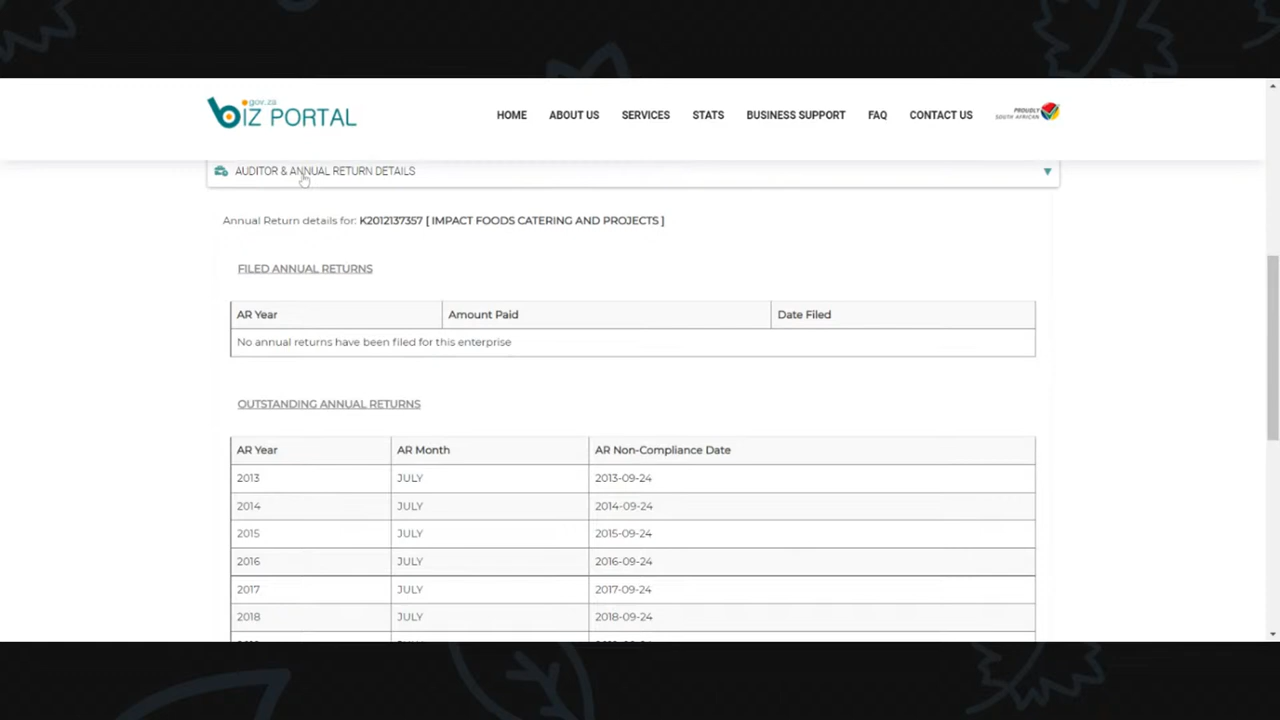 gov.za
biz PORTAL
HOME ABOUT US SERVICES STATS BUSINESS SUPPORT FAQ CONTACT US
PROUDLY
SOUTH AFRICAN
AUDITOR & ANNUAL RETURN DETAILS
Annual Return details for: K2012137357 [ IMPACT FOODS CATERING AND PROJECTS ]
FILED ANNUAL RETURNS
AR Year Amount Paid Date Filed
No annual returns have been filed for this enterprise
OUTSTANDING ANNUAL RETURNS
AR Year AR Month AR Non-Compliance Date
2013 JULY 2013-09-24
2014 JULY 2014-09-24
2015 JULY 2015-09-24
2016 JULY 2016-09-24
2017 JULY 2017-09-24
2018 JULY 2018-09-24